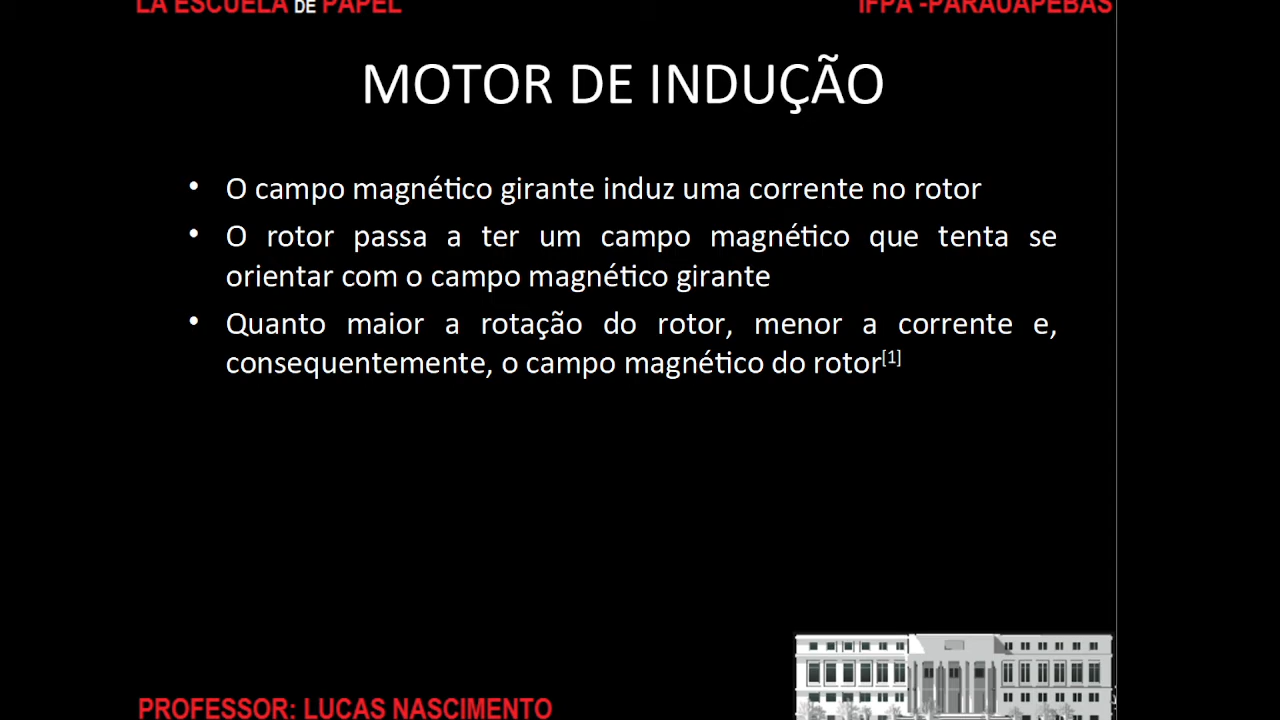 LA ESCUELA DE PAPEL
IFPA -PARAUAPEBAS
MOTOR DE INDUÇÃO
• O campo magnético girante induz uma corrente no rotor
• O rotor passa a ter um campo magnético que tenta se
orientar com o campo magnético girante
• Quanto maior a rotação do rotor, menor a corrente e,
consequentemente, o campo magnético do rotor[1]
PROFESSOR: LUCAS NASCIMENTO